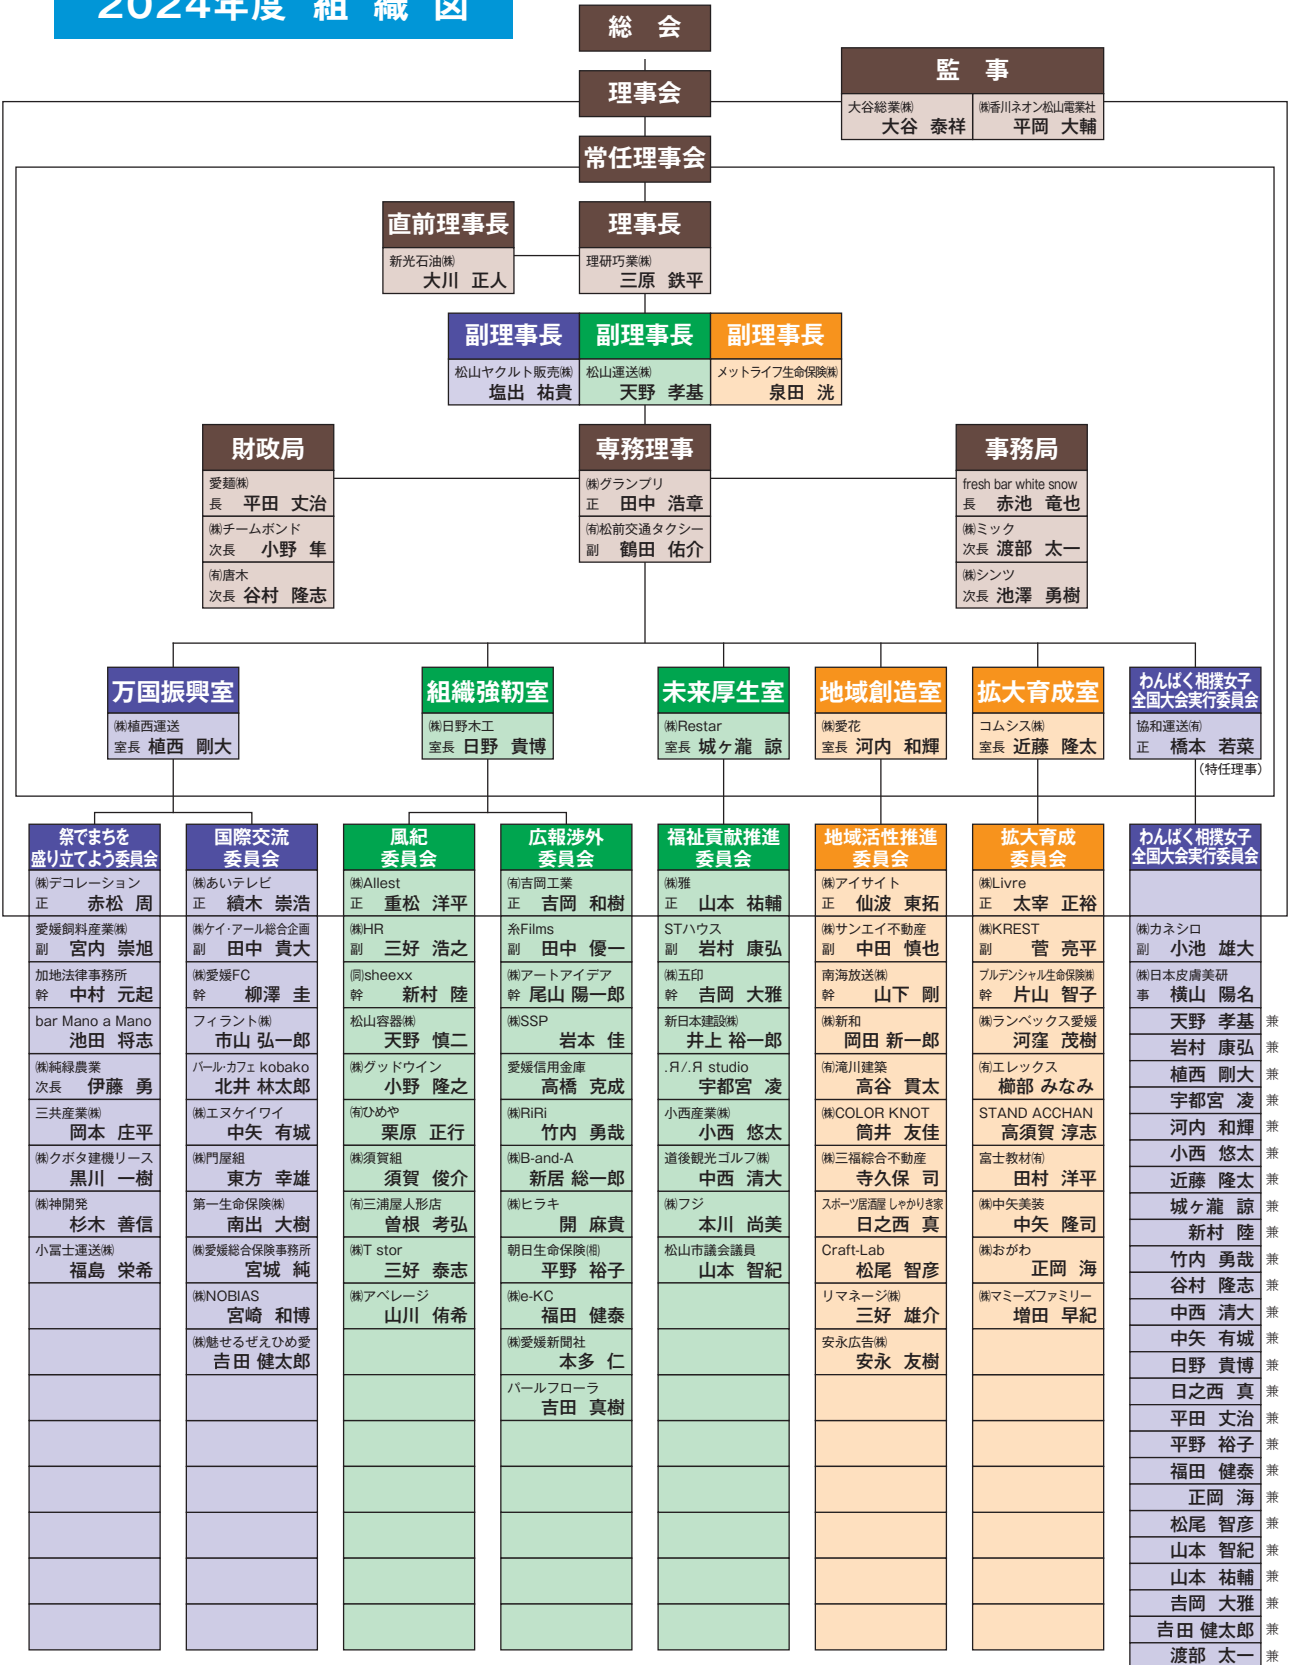 2024年度 組 織 図
総 会
理事会
監 事
大谷総業㈱
大谷 泰祥
㈱香川ネオン松山電業社
平岡 大輔
常任理事会
直前理事長
新光石油㈱
大川 正人
理事長
理研巧業㈱
三原 鉄平
副理事長
松山ヤクルト販売㈱
塩出 祐貴
副理事長
松山運送㈱
天野 孝基
副理事長
メットライフ生命保険㈱
泉田 洸
財政局
愛麺㈱
長 平田 丈治
㈱チームボンド
次長 小野 隼
㈲唐木
次長 谷村 隆志
専務理事
㈱グランプリ
正 田中 浩章
㈲松前交通タクシー
副 鶴田 佑介
事務局
fresh bar white snow
長 赤池 竜也
㈱ミック
次長 渡部 太一
㈱シンツ
次長 池澤 勇樹
万国振興室
㈱植西運送
室長 植西 剛大
組織強靭室
㈱日野木工
室長 日野 貴博
未来厚生室
㈱Restar
室長 城ヶ瀧 諒
地域創造室
㈱愛花
室長 河内 和輝
拡大育成室
コムシス㈱
室長 近藤 隆太
わんぱく相撲女子
全国大会実行委員会
協和運送㈲
正 橋本 若菜
(特任理事)
祭でまちを
盛り立てよう委員会
㈱デコレーション
正 赤松 周
愛媛飼料産業㈱
副 宮内 崇旭
加地法律事務所
幹 中村 元起
bar Mano a Mano
池田 将志
㈱純緑農業
次長 伊藤 勇
三共産業㈱
岡本 庄平
㈱クボタ建機リース
黒川 一樹
㈱神開発
杉木 善信
小冨士運送㈱
福島 栄希
国際交流
委員会
㈱あいテレビ
正 續木 崇浩
㈱ケイ・アール総合企画
副 田中 貴大
㈱愛媛FC
幹 柳澤 圭
フィラント㈱
市山 弘一郎
パール・カフェ kobako
北井 林太郎
㈱エヌケイワイ
中矢 有城
㈱門屋組
東方 幸雄
第一生命保険㈱
南出 大樹
㈱愛媛総合保険事務所
宮城 純
㈱NOBIAS
宮崎 和博
㈱魅せるぜえひめ愛
吉田 健太郎
風紀
委員会
㈱Allest
正 重松 洋平
㈱HR
副 三好 浩之
㈿sheexx
幹 新村 陸
松山容器㈱
天野 慎二
㈱グッドウイン
小野 隆之
㈲ひめや
栗原 正行
㈱須賀組
須賀 俊介
㈲三浦屋人形店
曽根 考弘
㈱T stor
三好 泰志
㈱アベレージ
山川 侑希
広報渉外
委員会
㈲吉岡工業
正 吉岡 和樹
糸Films
副 田中 優一
㈱アートアイデア
幹 尾山 陽一郎
㈱SSP
岩本 佳
愛媛信用金庫
高橋 克成
㈱RiRi
竹内 勇哉
㈱B-and-A
新居 総一郎
㈱ヒラキ
開 麻貴
朝日生命保険㈱
平野 裕子
㈱e-KC
福田 健泰
㈱愛媛新聞社
本多 仁
パールフローラ
吉田 真樹
福祉貢献推進
委員会
㈱雅
正 山本 祐輔
STハウス
副 岩村 康弘
㈱五印
幹 吉岡 大雅
新日本建設㈱
井上 裕一郎
.Я/.Я studio
宇都宮 凌
小西産業㈱
小西 悠太
道後観光ゴルフ㈱
中西 清大
㈱フジ
本川 尚美
松山市議会議員
山本 智紀
地域活性推進
委員会
㈱アイサイト
正 仙波 東拓
㈱サンエイ不動産
副 中田 慎也
南海放送㈱
幹 山下 剛
㈱新和
岡田 新一郎
㈲滝川建築
高谷 貫太
㈱COLOR KNOT
筒井 友佳
㈱三福綜合不動産
寺久保 司
スポーツ居酒屋 しゃかりき家
日之西 真
Craft-Lab
松尾 智彦
リマネージ㈱
三好 雄介
安永広告㈱
安永 友樹
拡大育成
委員会
㈱Livre
正 太宰 正裕
㈱KREST
副 菅 亮平
プルデンシャル生命保険㈱
幹 片山 智子
㈱ランベックス愛媛
河窪 茂樹
㈲エレックス
櫛部 みなみ
STAND ACCHAN
高須賀 淳志
富士教材㈲
田村 洋平
㈱中矢美装
中矢 隆司
㈱おがわ
正岡 海
㈱マミーズファミリー
増田 早紀
わんぱく相撲女子
全国大会実行委員会
㈱カネシロ
副 小池 雄大
㈱日本皮膚美研
事 横山 陽名
天野 孝基 兼
岩村 康弘 兼
植西 剛大 兼
宇都宮 凌 兼
河内 和輝 兼
小西 悠太 兼
近藤 隆太 兼
城ヶ瀧 諒 兼
新村 陸 兼
竹内 勇哉 兼
谷村 隆志 兼
中西 清大 兼
中矢 有城 兼
日野 貴博 兼
日之西 真 兼
平田 丈治 兼
平野 裕子 兼
福田 健泰 兼
正岡 海 兼
松尾 智彦 兼
山本 智紀 兼
山本 祐輔 兼
吉岡 大雅 兼
吉田 健太郎 兼
渡部 太一 兼